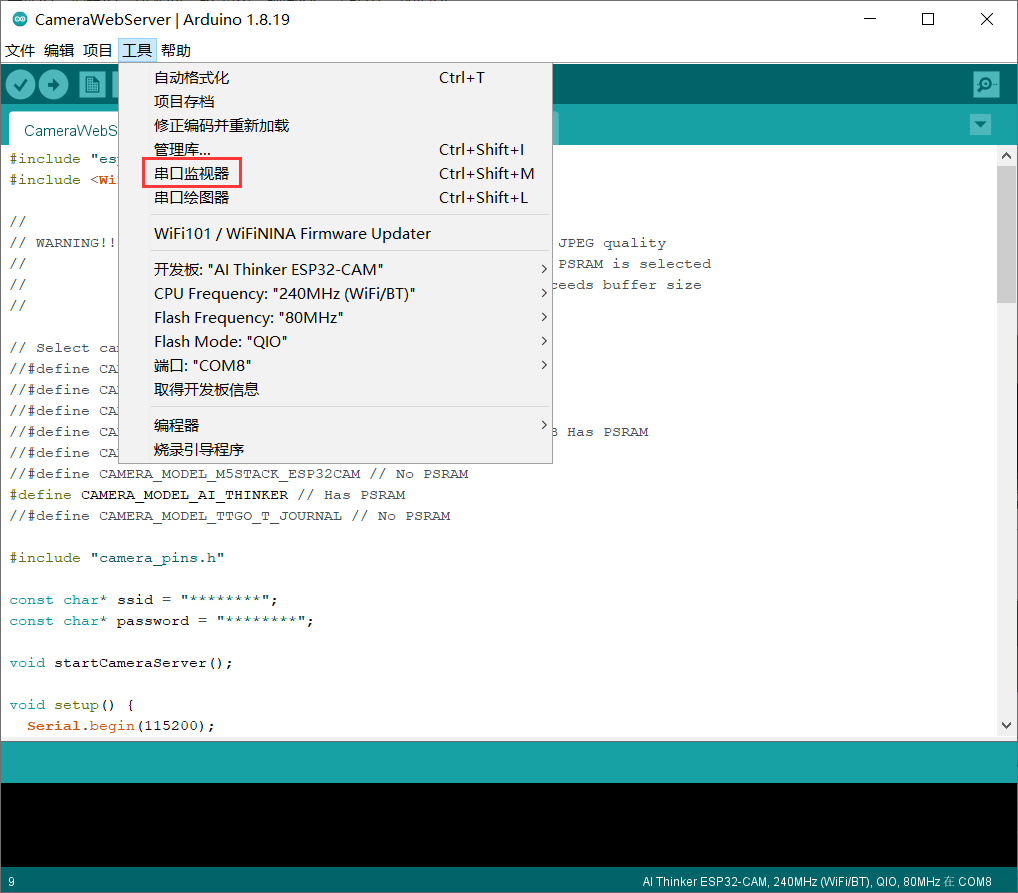 CameraWebServer | Arduino 1.8.19
文件 编辑 项目 工具 帮助
自动格式化 Ctrl+T
项目存档
修正编码并重新加载
管理库... Ctrl+Shift+I
串口监视器 Ctrl+Shift+M
串口绘图器 Ctrl+Shift+L
WiFi101 / WiFiNINA Firmware Updater
开发板: "AI Thinker ESP32-CAM"
CPU Frequency: "240MHz (WiFi/BT)"
Flash Frequency: "80MHz"
Flash Mode: "QIO"
端口: "COM8"
取得开发板信息
编程器
烧录引导程序
CameraWebS
#include "es
#include <Wi
//
// WARNING!! JPEG quality
// PSRAM is selected
// ceeds buffer size
//
// Select ca
//#define CA
//#define CA
//#define CA
//#define CA B Has PSRAM
//#define CA
//#define CAMERA_MODEL_M5STACK_ESP32CAM // No PSRAM
#define CAMERA_MODEL_AI_THINKER // Has PSRAM
//#define CAMERA_MODEL_TTGO_T_JOURNAL // No PSRAM
#include "camera_pins.h"
const char* ssid = "********";
const char* password = "********";
void startCameraServer();
void setup() {
Serial.begin(115200);
9 AI Thinker ESP32-CAM, 240MHz (WiFi/BT), QIO, 80MHz 在 COM8